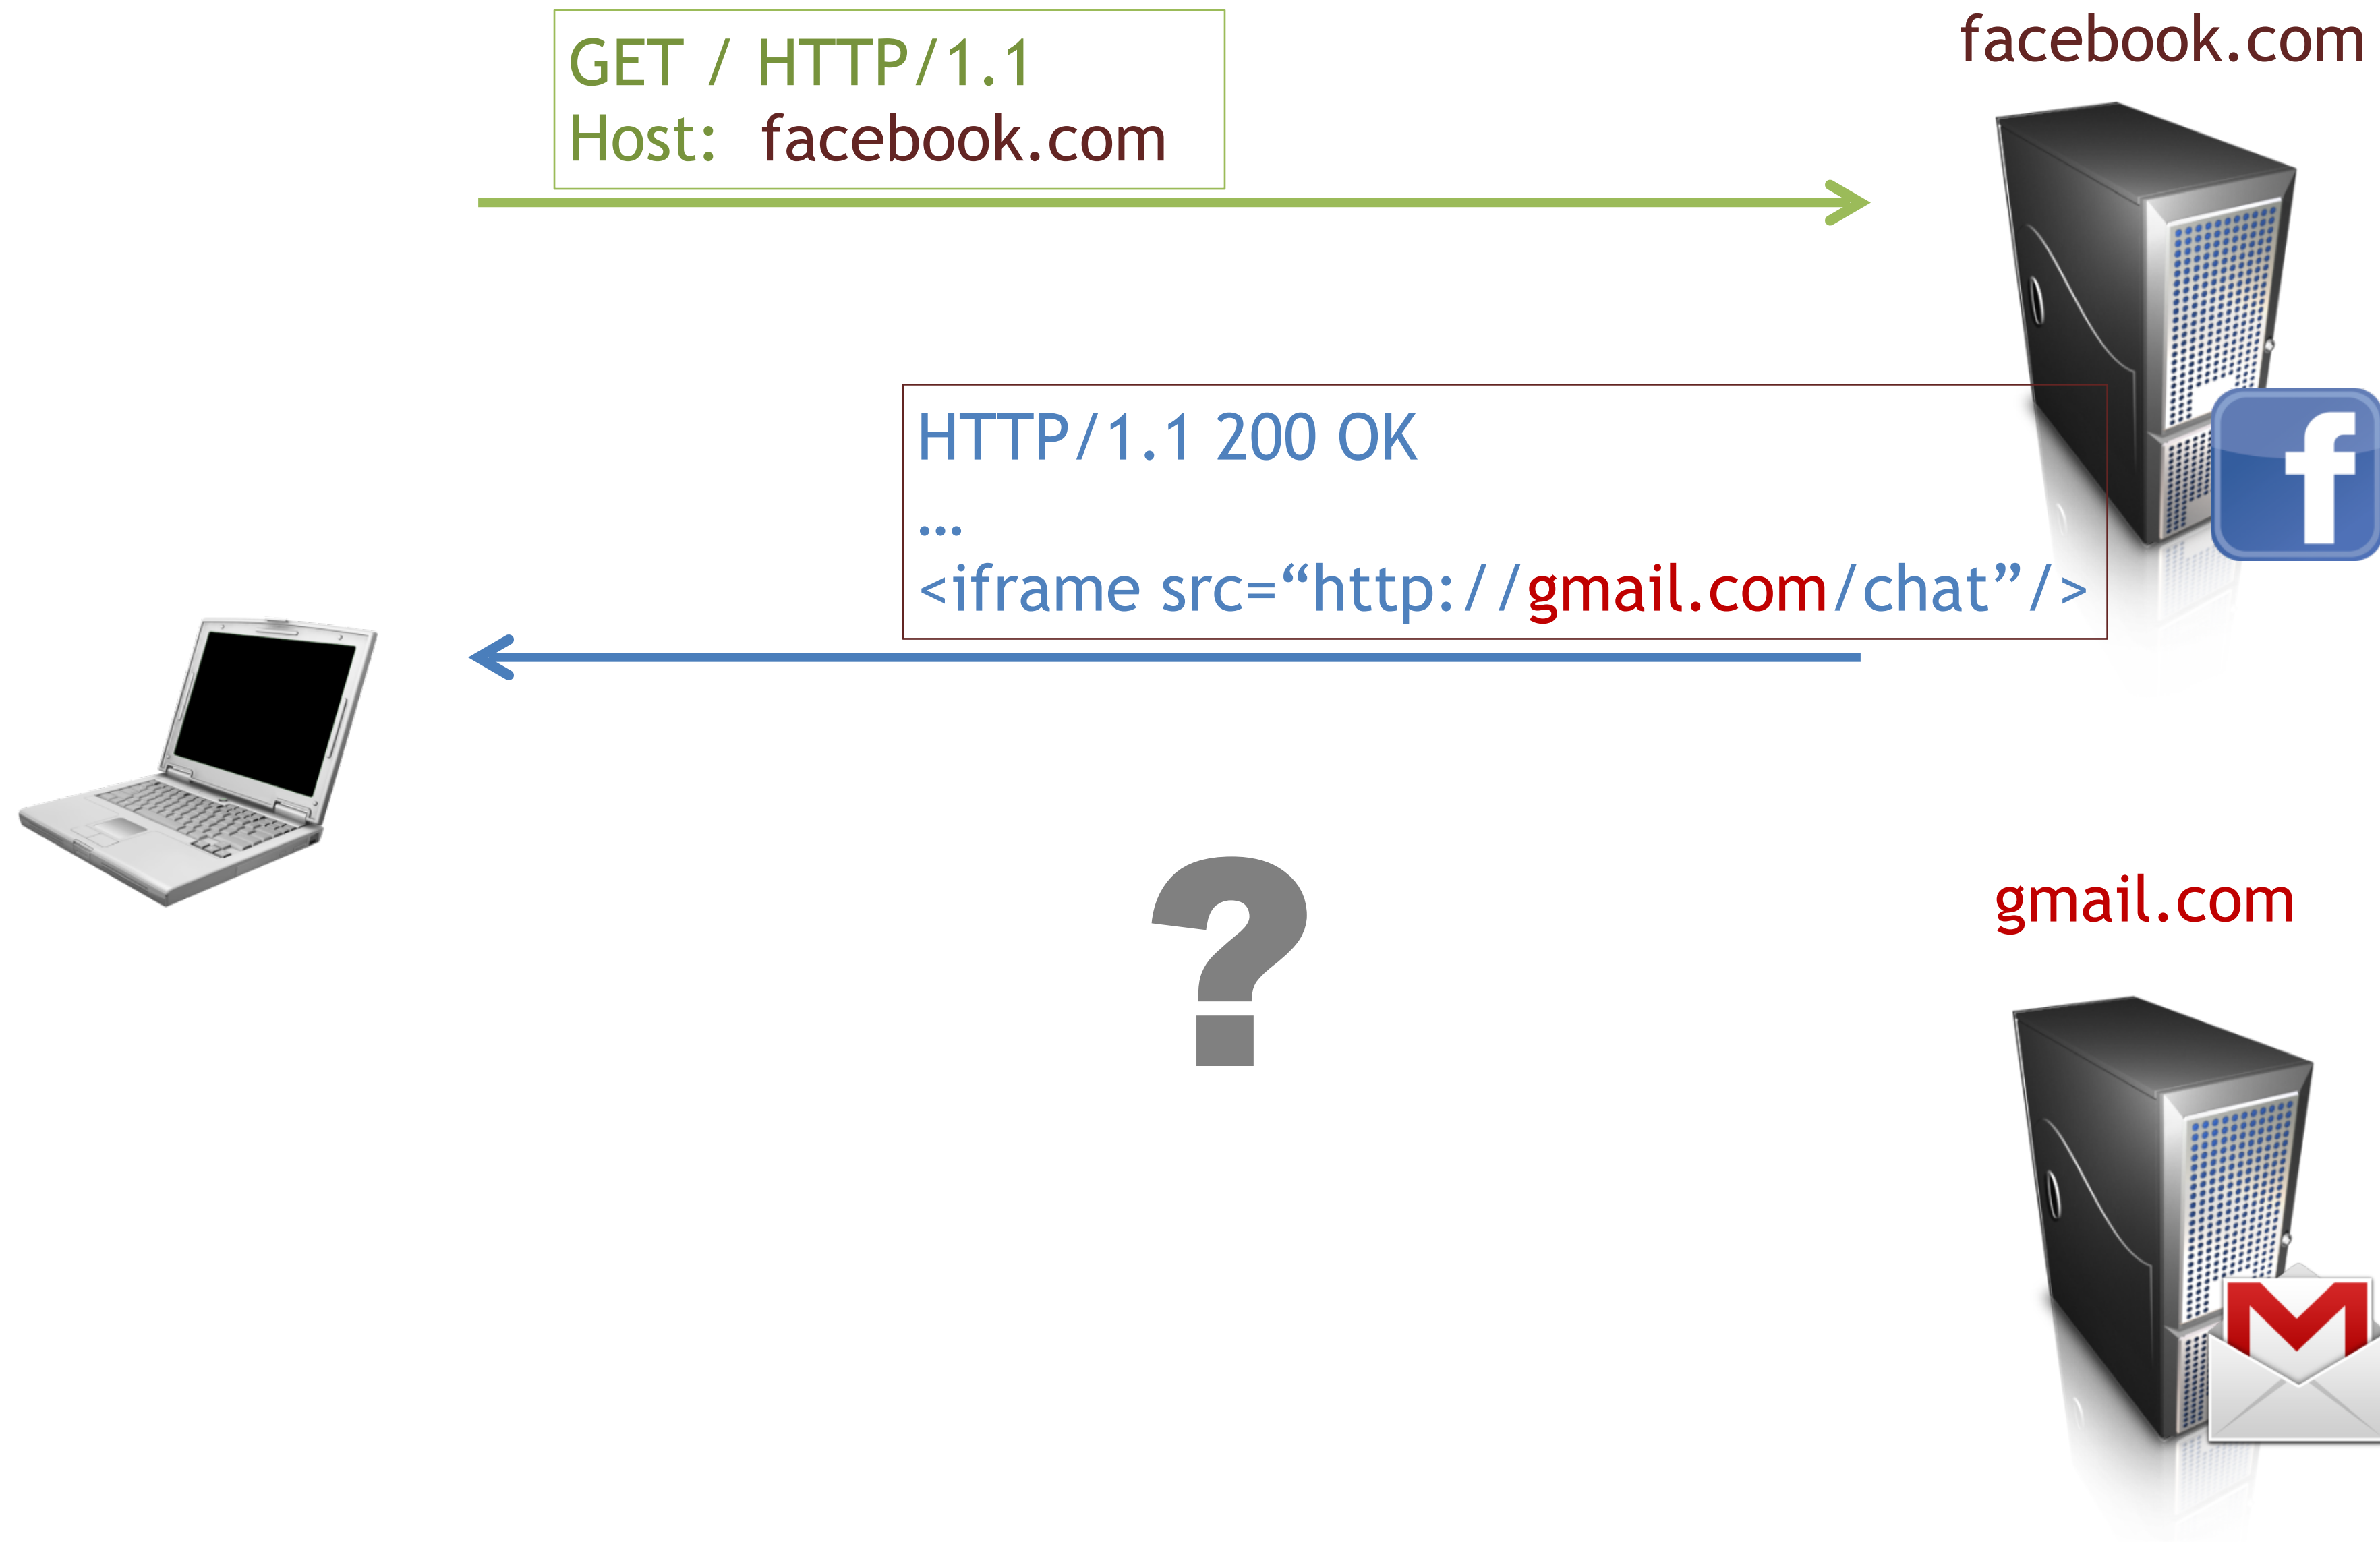 facebook.com
GET / HTTP/1.1
Host: facebook.com
HTTP/1.1 200 OK
…
<iframe src=“http://gmail.com/chat”/>
?
gmail.com